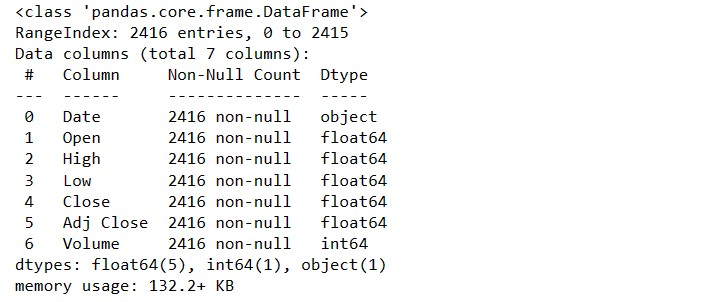 <class 'pandas.core.frame.DataFrame'>
RangeIndex: 2416 entries, 0 to 2415
Data columns (total 7 columns):
 #   Column     Non-Null Count  Dtype
---  ------     --------------  -----
 0   Date       2416 non-null   object
 1   Open       2416 non-null   float64
 2   High       2416 non-null   float64
 3   Low        2416 non-null   float64
 4   Close      2416 non-null   float64
 5   Adj Close  2416 non-null   float64
 6   Volume     2416 non-null   int64
dtypes: float64(5), int64(1), object(1)
memory usage: 132.2+ KB